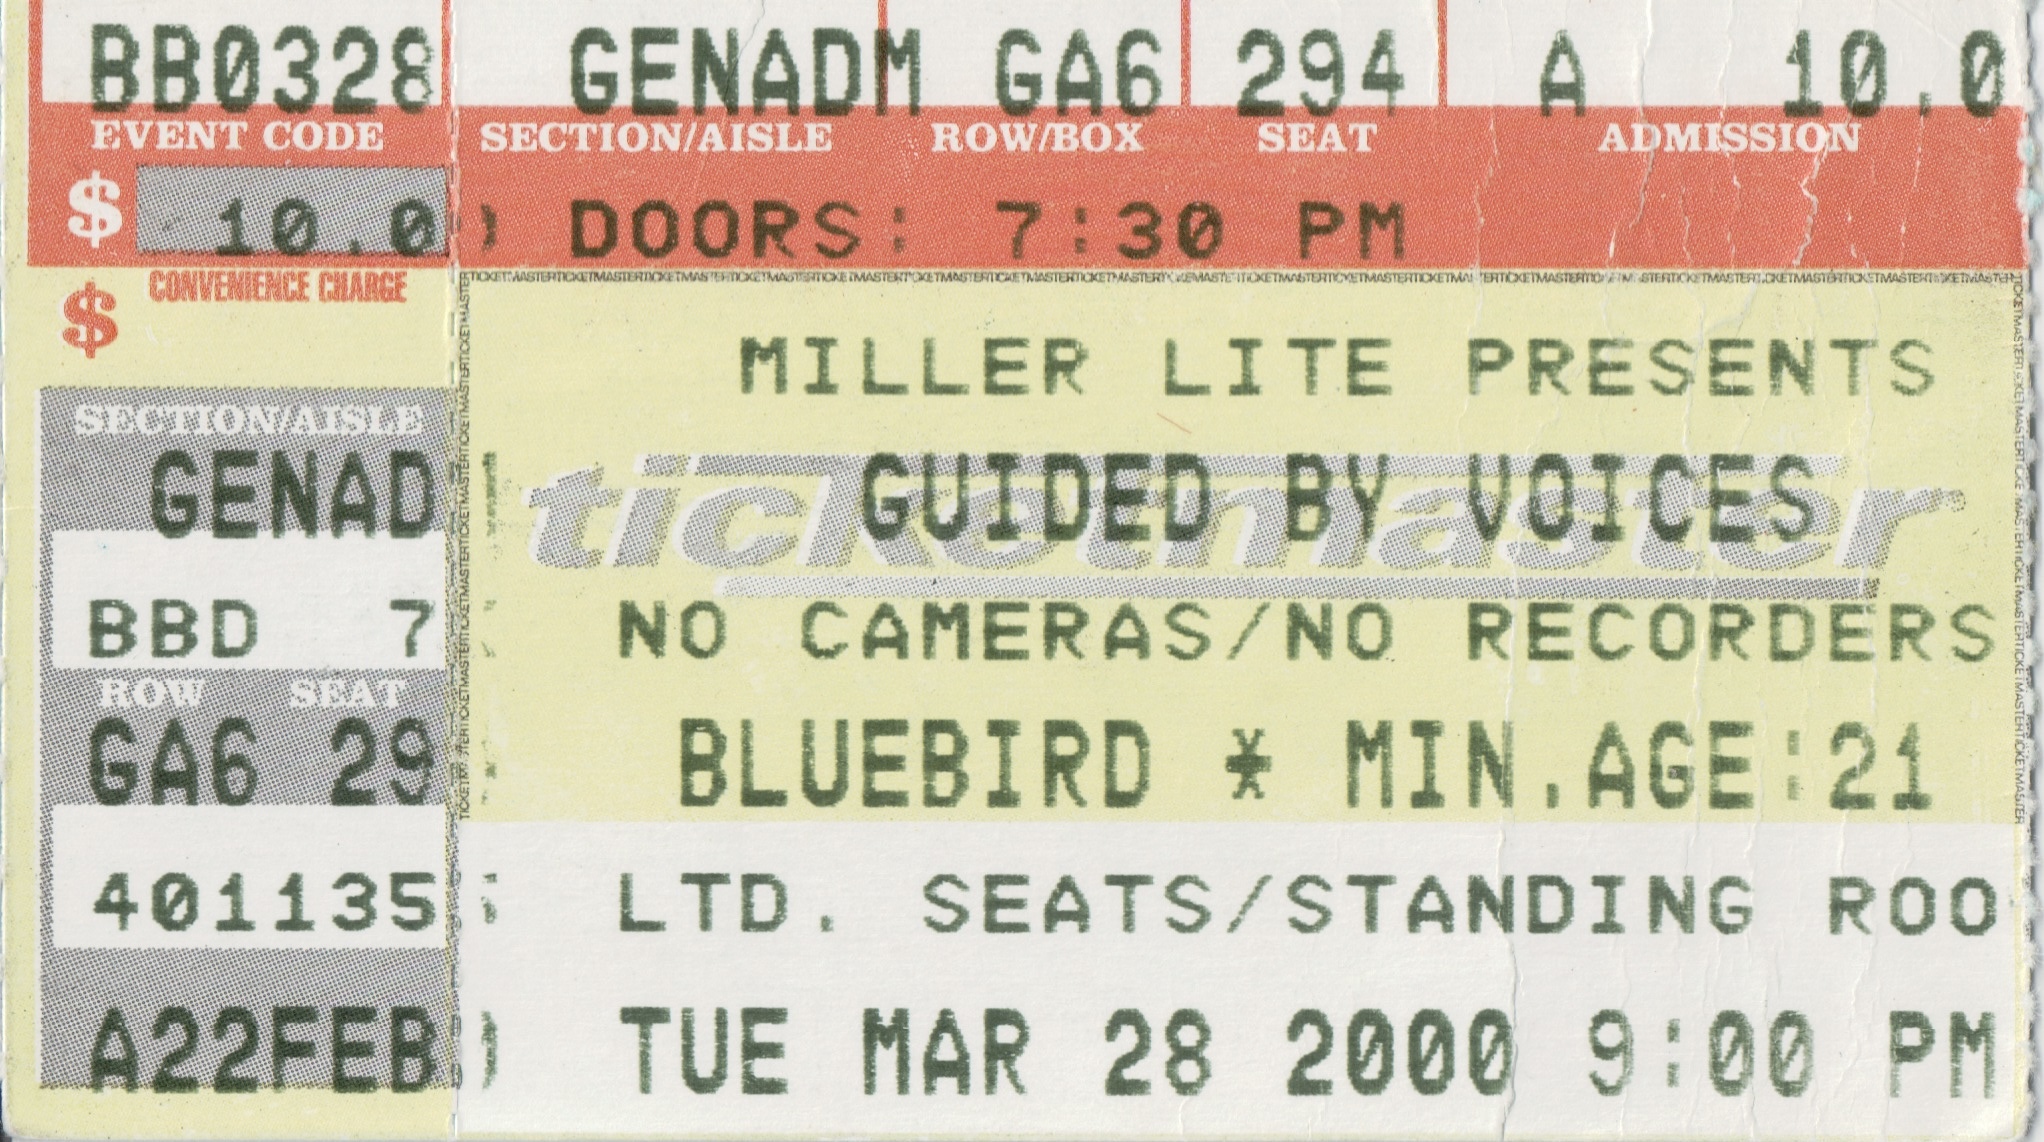 BB0328 GENADM GA6 294 A 10.0
EVENT CODE SECTION/AISLE ROW/BOX SEAT ADMISSION
$ 10.0 DOORS: 7:30 PM
$ CONVENIENCE CHARGE
TICKETMASTERTICKETMASTERTICKETMASTERTICKETMASTER
MILLER LITE PRESENTS
SECTION/AISLE
GENAD ticketmaster GUIDED BY VOICES
BBD 7 NO CAMERAS/NO RECORDERS
ROW SEAT
GA6 29 BLUEBIRD * MIN.AGE:21
401135 LTD. SEATS/STANDING ROO
A22FEB TUE MAR 28 2000 9:00 PM